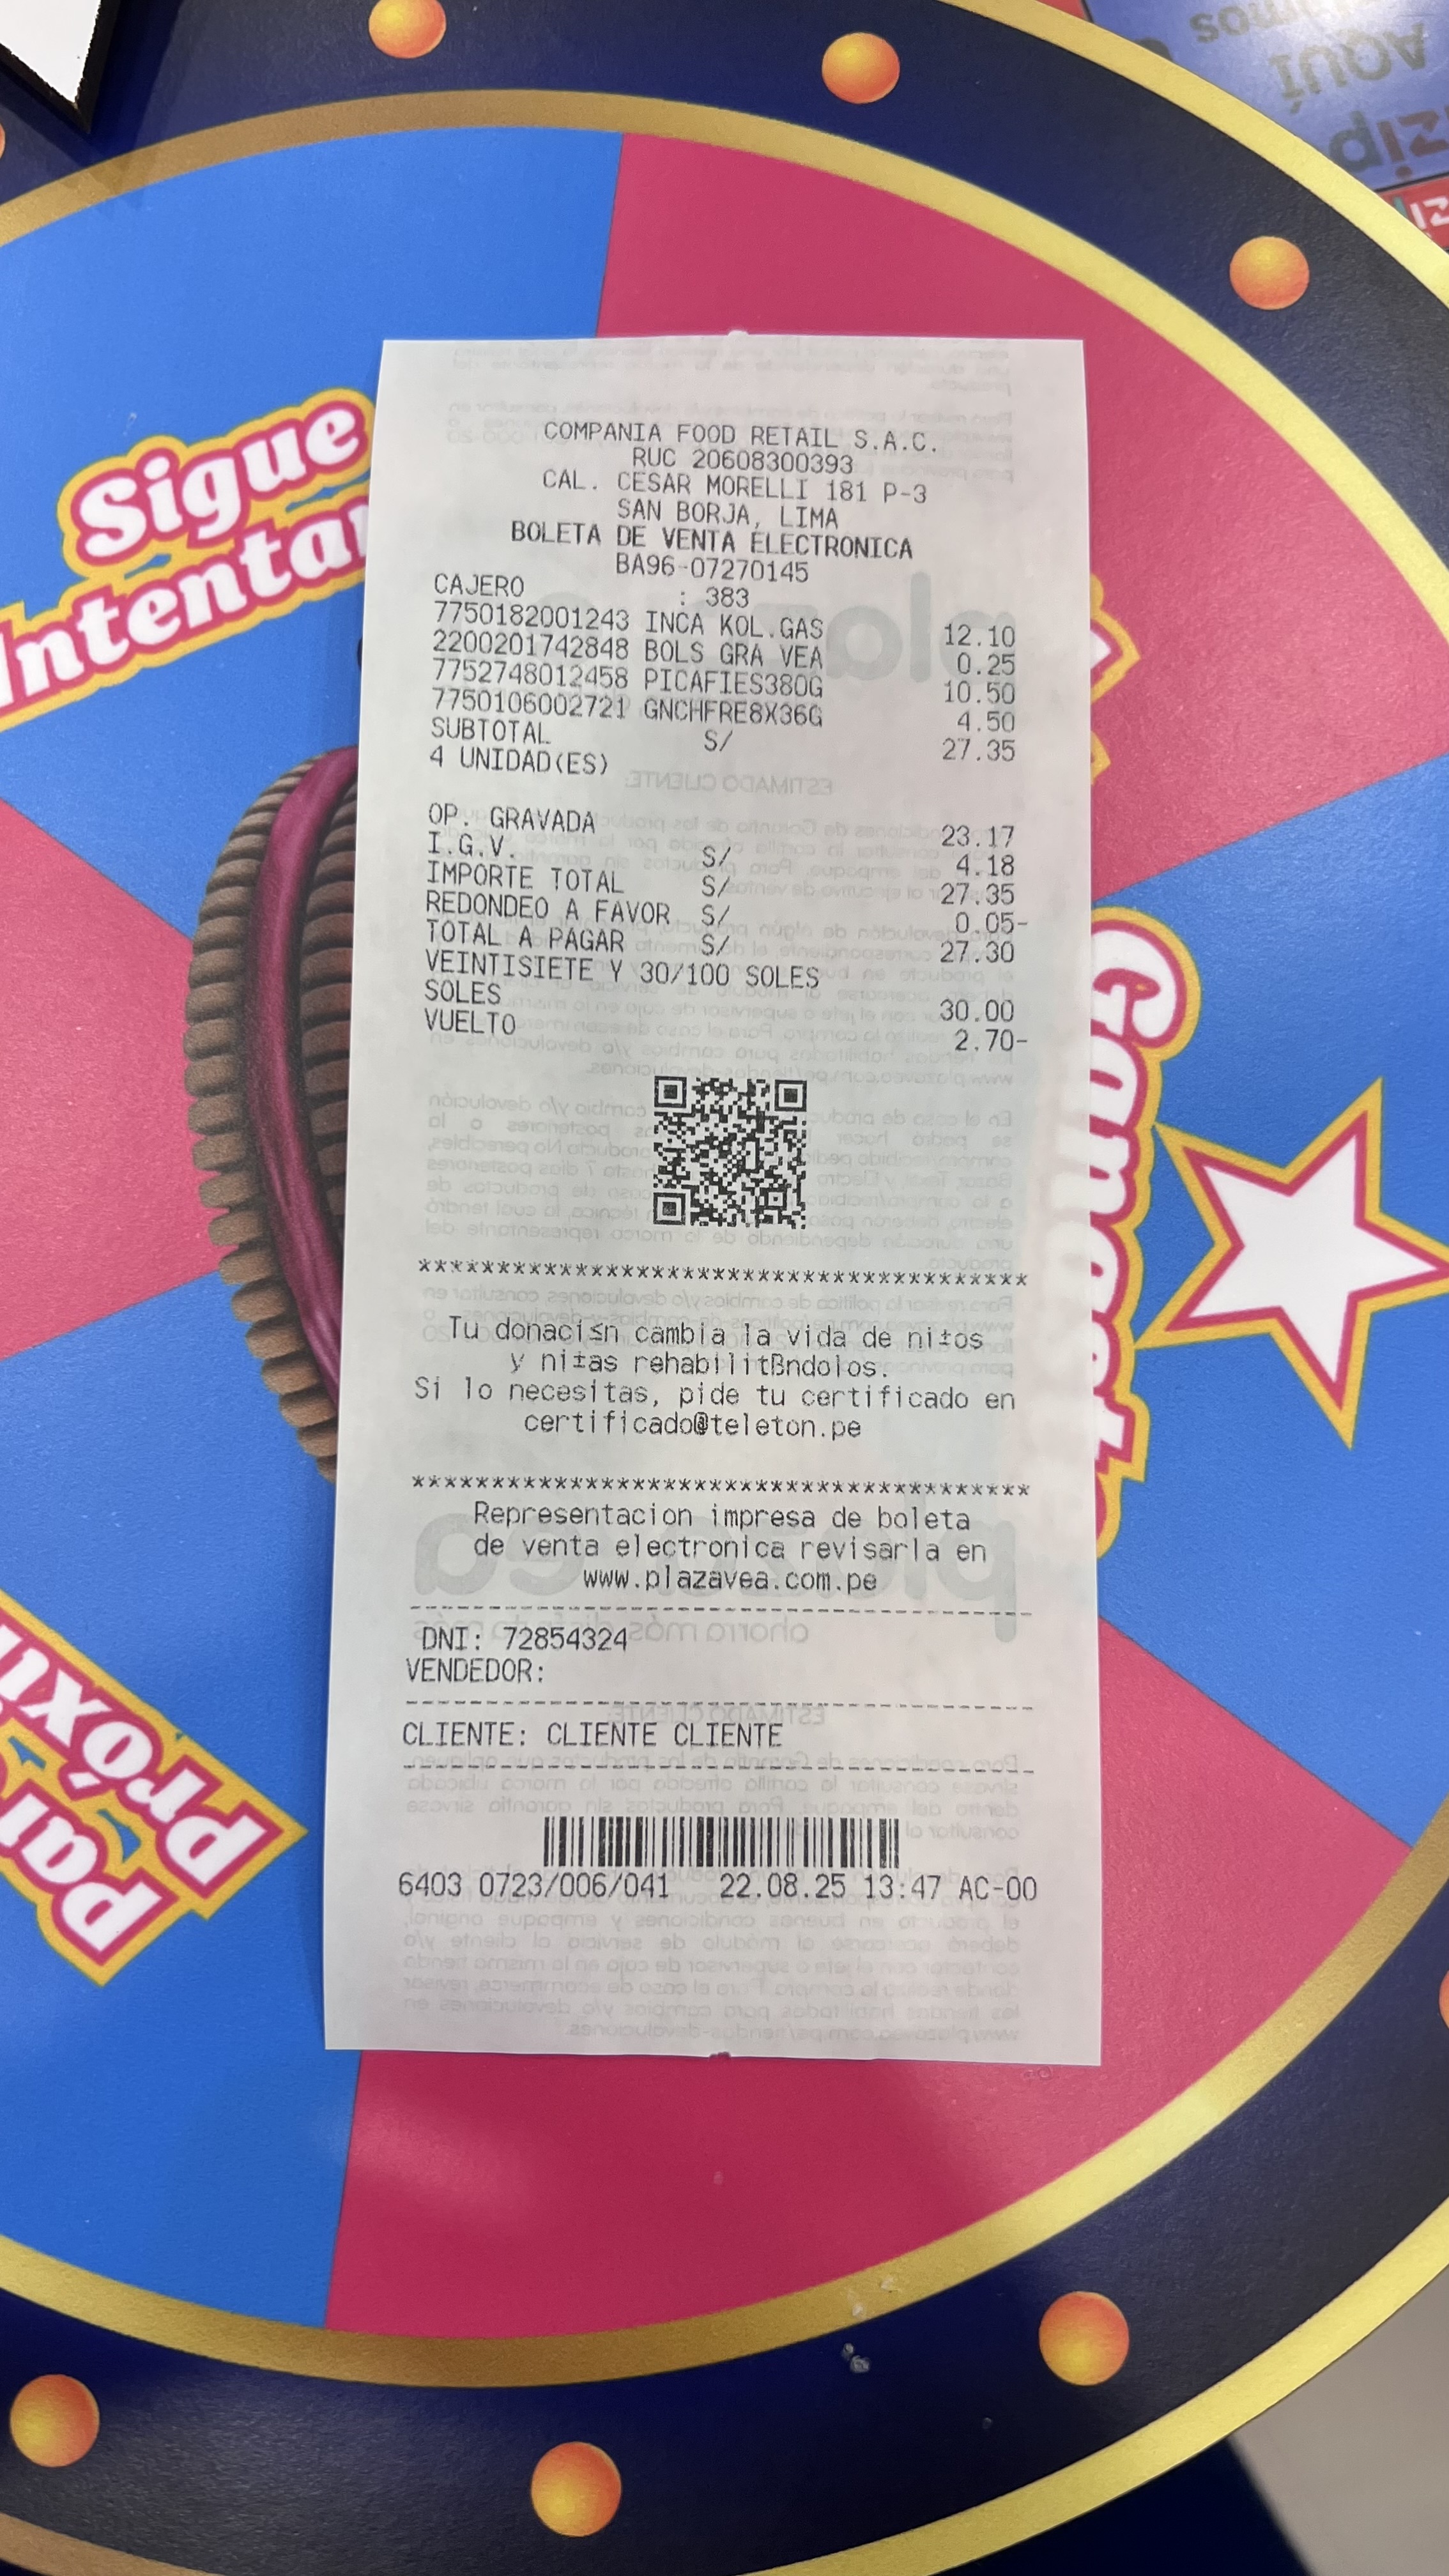 COMPANIA FOOD RETAIL S.A.C.
RUC 20608300393
CAL. CESAR MORELLI 181 P-3
SAN BORJA, LIMA
BOLETA DE VENTA ELECTRONICA
BA96-07270145
CAJERO : 383
7750182001243 INCA KOL.GAS 12.10
2200201742848 BOLS GRA VEA 0.25
7752748012458 PICAFIES380G 10.50
7750106002721 GNCHFRE8X36G 4.50
SUBTOTAL S/ 27.35
4 UNIDAD(ES)
OP. GRAVADA 23.17
I.G.V. S/ 4.18
IMPORTE TOTAL S/ 27.35
REDONDEO A FAVOR S/ 0.05-
TOTAL A PAGAR S/ 27.30
VEINTISIETE Y 30/100 SOLES
SOLES 30.00
VUELTO 2.70-
***************************************
Tu donaci≤n cambia la vida de ni±os
y ni±as rehabilitßndolos.
Si lo necesitas, pide tu certificado en
certificado@teleton.pe
***************************************
Representacion impresa de boleta
de venta electronica revisarla en
www.plazavea.com.pe
DNI: 72854324
VENDEDOR:
CLIENTE: CLIENTE CLIENTE
6403 0723/006/041 22.08.25 13:47 AC-00
Sigue
Intentan
Ganaste
AQUÍ